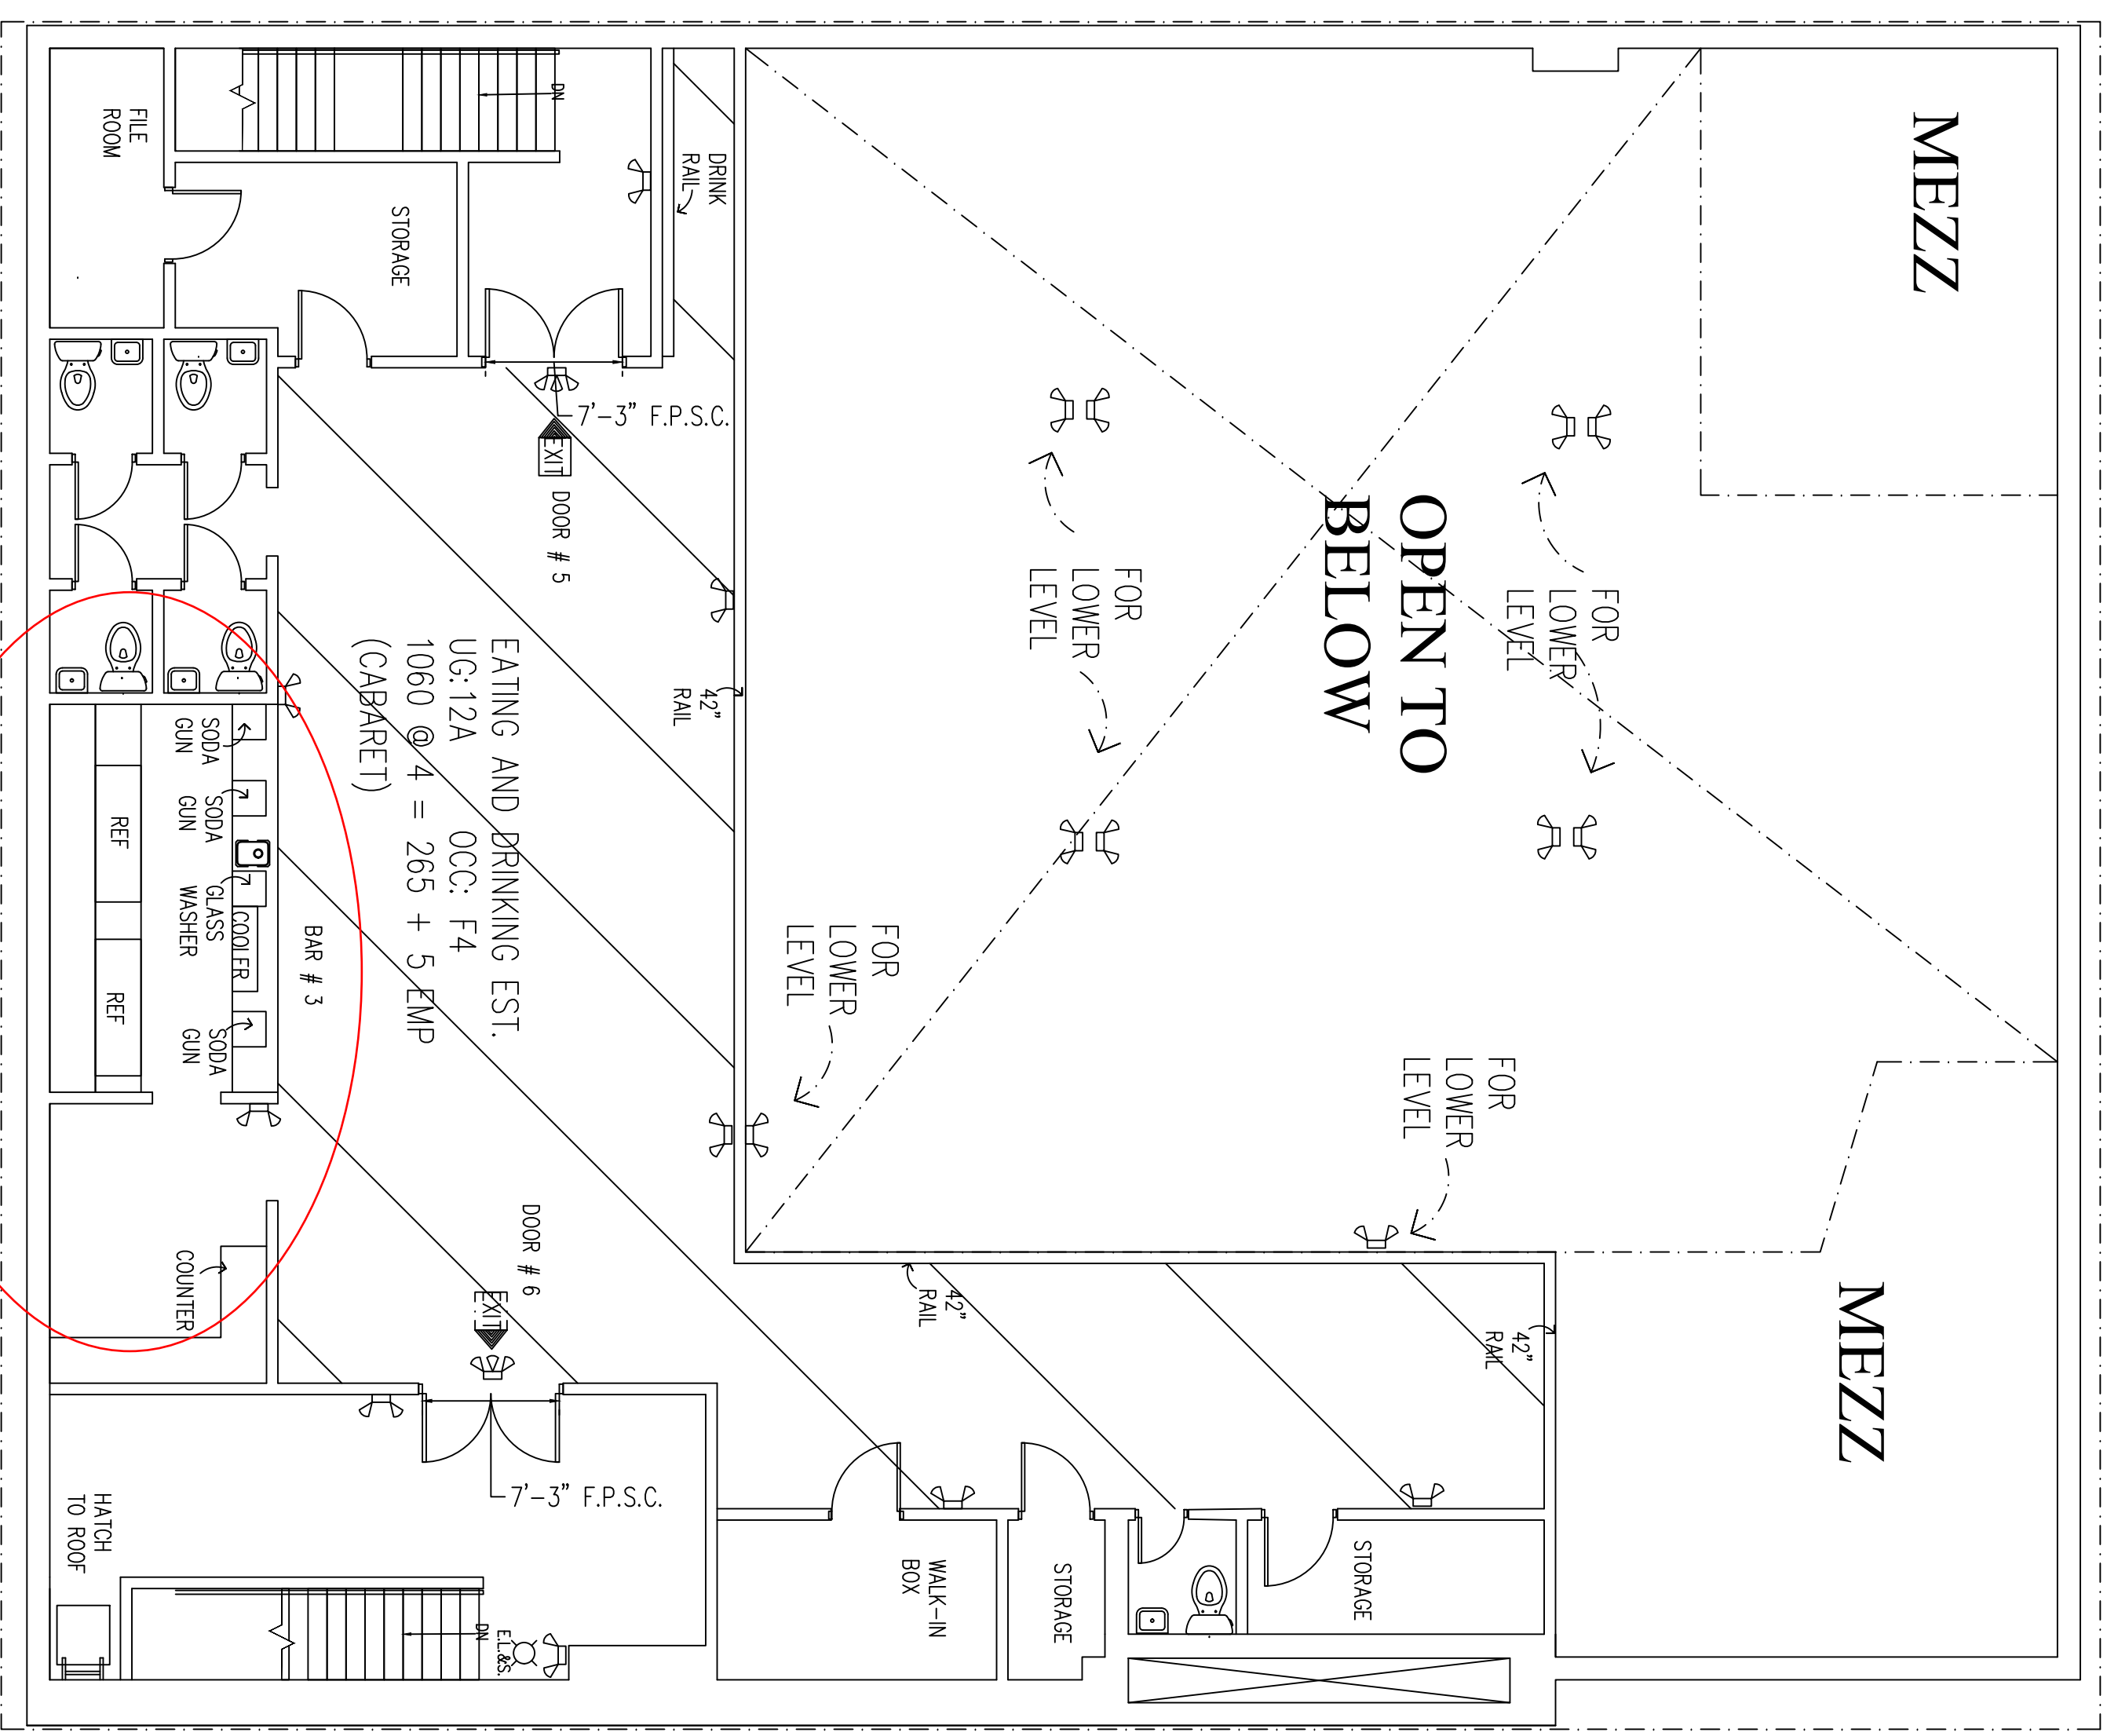 MEZZ
OPEN TO
BELOW
MEZZ
FOR
LOWER
LEVEL
FOR
LOWER
LEVEL
FOR
LOWER
LEVEL
FOR
LOWER
LEVEL
FILE
ROOM
DN
STORAGE
DRINK
RAIL
7'-3" F.P.S.C.
EXIT
DOOR # 5
42"
RAIL
EATING AND DRINKING EST.
UG:12A OCC: F4
1060 @ 4 = 265 + 5 EMP
(CABARET)
SODA
GUN
SODA
GUN
GLASS
WASHER
COOLER
SODA
GUN
REF
REF
BAR # 3
COUNTER
DOOR # 6
EXIT
7'-3" F.P.S.C.
42"
RAIL
42"
RAIL
HATCH
TO ROOF
DN
E.L.&S.
WALK-IN
BOX
STORAGE
STORAGE